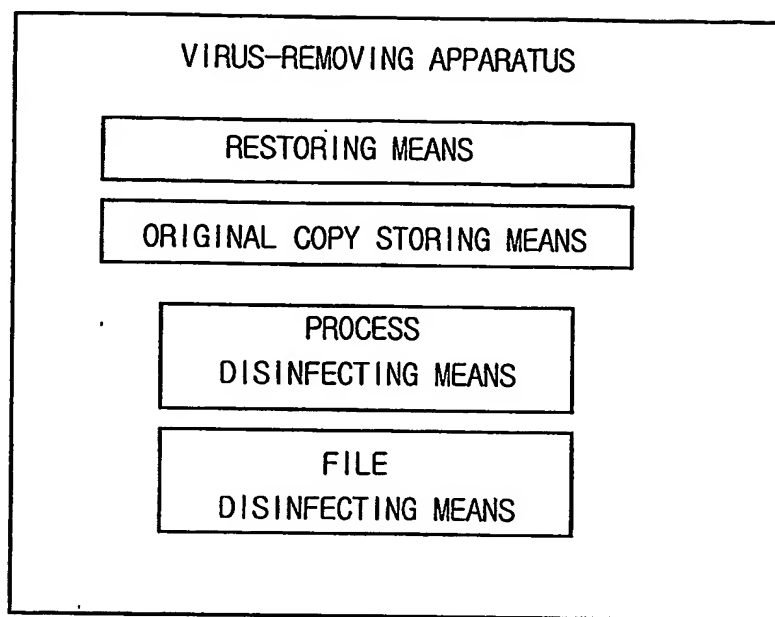 VIRUS-REMOVING APPARATUS
RESTORING MEANS
ORIGINAL COPY STORING MEANS
PROCESS
DISINFECTING MEANS
FILE
DISINFECTING MEANS